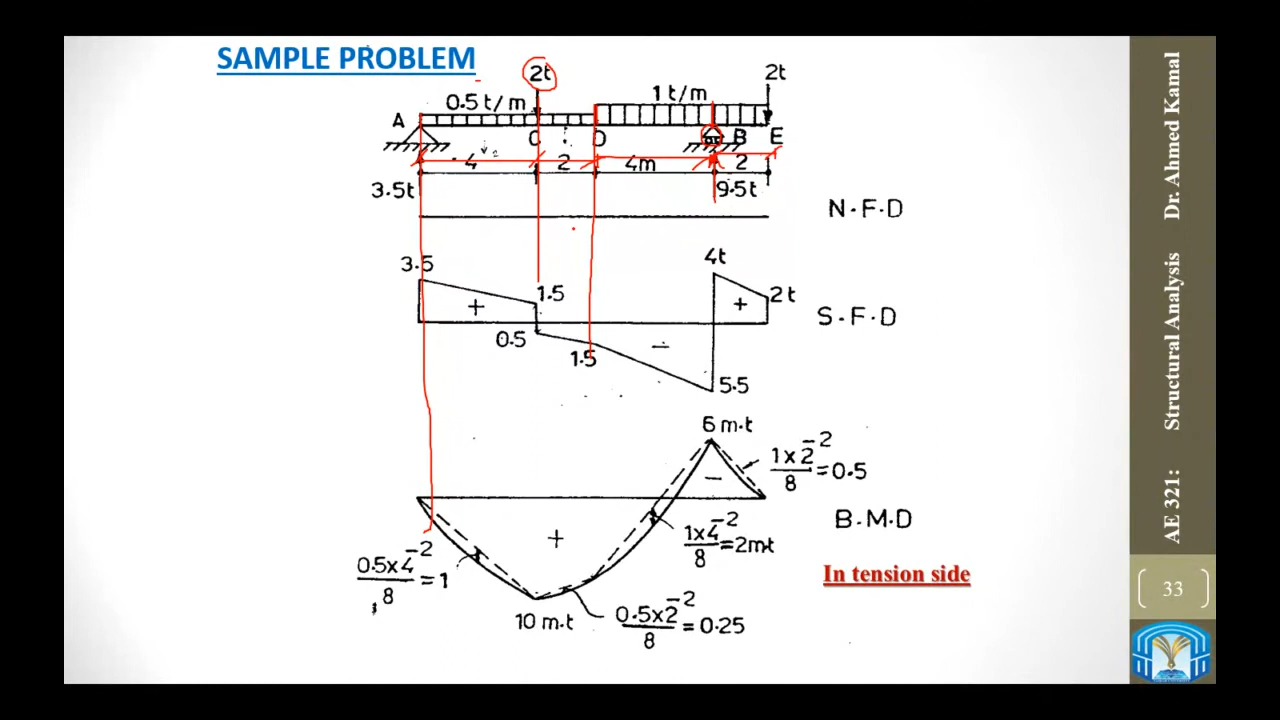 SAMPLE PROBLEM
2t
2t
0.5 t/m
1 t/m
A
C
D
B
E
4
2
4m
2
3.5t
9.5t
N.F.D
3.5
1.5
0.5
1.5
4t
2t
5.5
+
−
+
S.F.D
6 m.t
1x2²/8 = 0.5
−
+
B.M.D
1x4²/8 = 2mt
0.5x4²/8 = 1
10 m.t
0.5x2²/8 = 0.25
In tension side
AE 321: Structural Analysis Dr. Ahmed Kamal
33